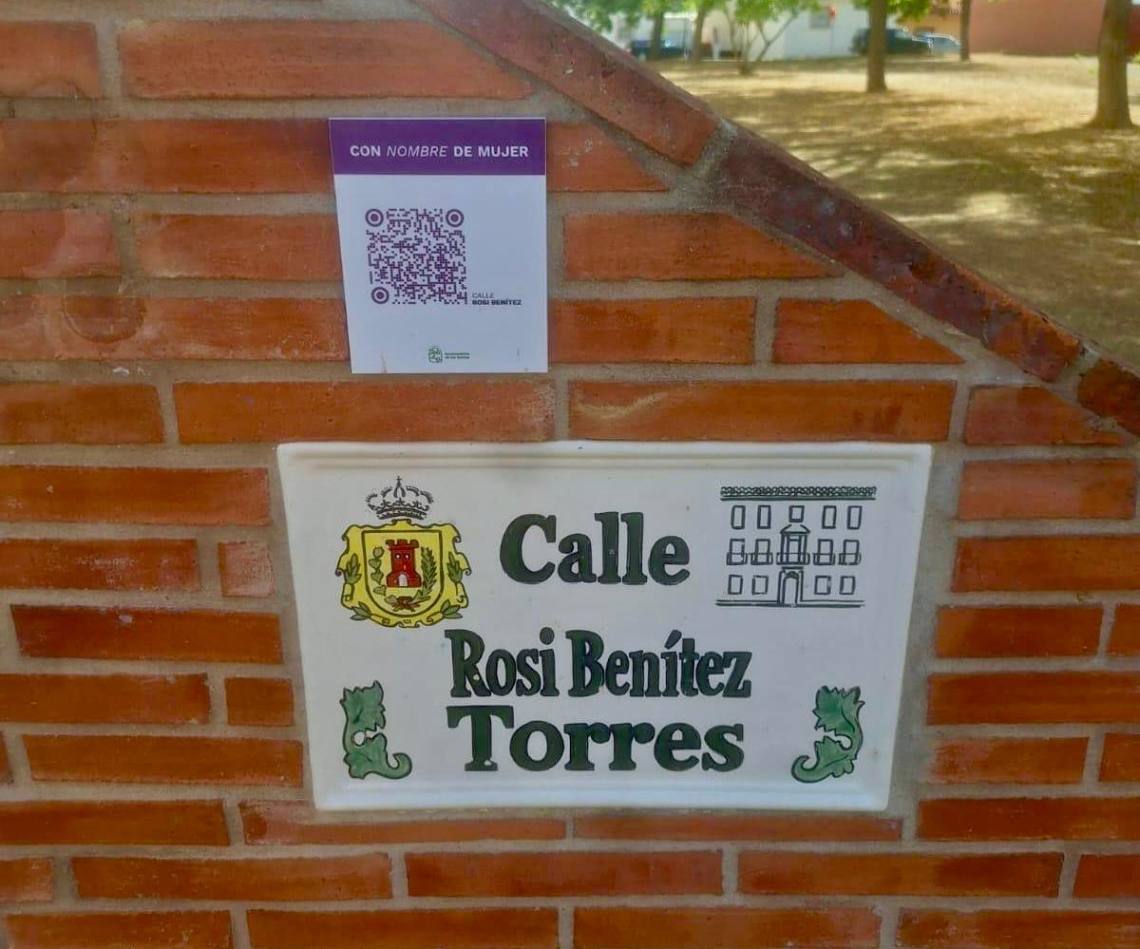 CON NOMBRE DE MUJER
CALLE
ROSI BENÍTEZ
Calle
Rosi Benítez
Torres